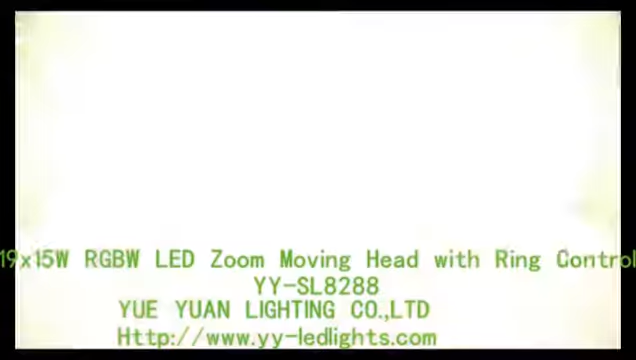 19x15W RGBW LED Zoom Moving Head with Ring Control
YY-SL8288
YUE YUAN LIGHTING CO.,LTD
Http://www.yy-ledlights.com